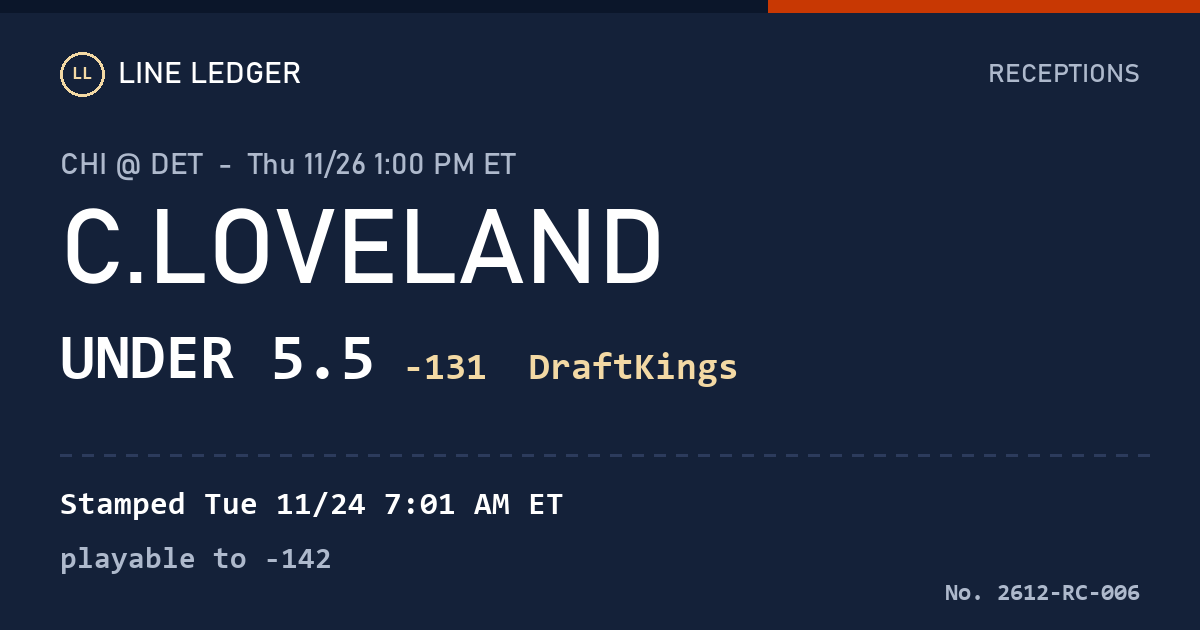 LL LINE LEDGER
RECEPTIONS
CHI @ DET - Thu 11/26 1:00 PM ET
C.LOVELAND
UNDER 5.5 -131 DraftKings
Stamped Tue 11/24 7:01 AM ET
playable to -142
No. 2612-RC-006